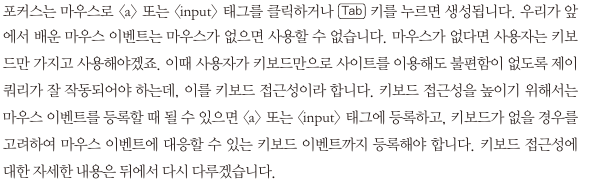 포커스는 마우스로 〈a〉 또는 〈input〉 태그를 클릭하거나 Tab 키를 누르면 생성됩니다. 우리가 앞
에서 배운 마우스 이벤트는 마우스가 없으면 사용할 수 없습니다. 마우스가 없다면 사용자는 키보
드만 가지고 사용해야겠죠. 이때 사용자가 키보드만으로 사이트를 이용해도 불편함이 없도록 제이
쿼리가 잘 작동되어야 하는데, 이를 키보드 접근성이라 합니다. 키보드 접근성을 높이기 위해서는
마우스 이벤트를 등록할 때 될 수 있으면 〈a〉 또는 〈input〉 태그에 등록하고, 키보드가 없을 경우를
고려하여 마우스 이벤트에 대응할 수 있는 키보드 이벤트까지 등록해야 합니다. 키보드 접근성에
대한 자세한 내용은 뒤에서 다시 다루겠습니다.